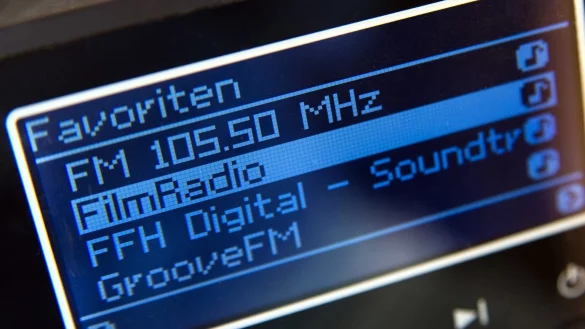 Favoriten
FM 105.50 MHz
FilmRadio
FFH Digital - Soundtr
GrooveFM